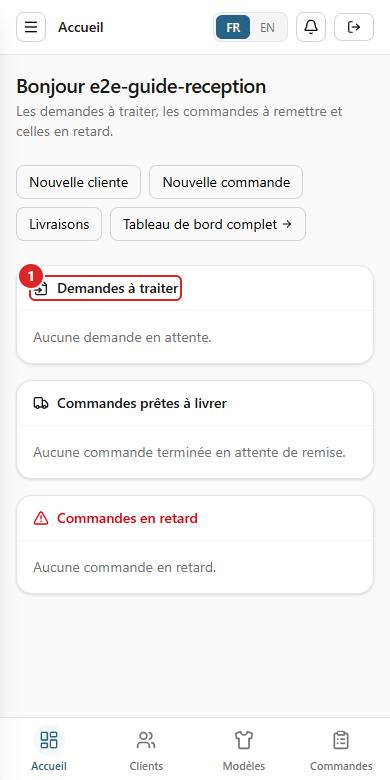 Accueil
FR EN
Bonjour e2e-guide-reception
Les demandes à traiter, les commandes à remettre et
celles en retard.
Nouvelle cliente
Nouvelle commande
Livraisons
Tableau de bord complet →
1
Demandes à traiter
Aucune demande en attente.
Commandes prêtes à livrer
Aucune commande terminée en attente de remise.
Commandes en retard
Aucune commande en retard.
Accueil
Clients
Modèles
Commandes